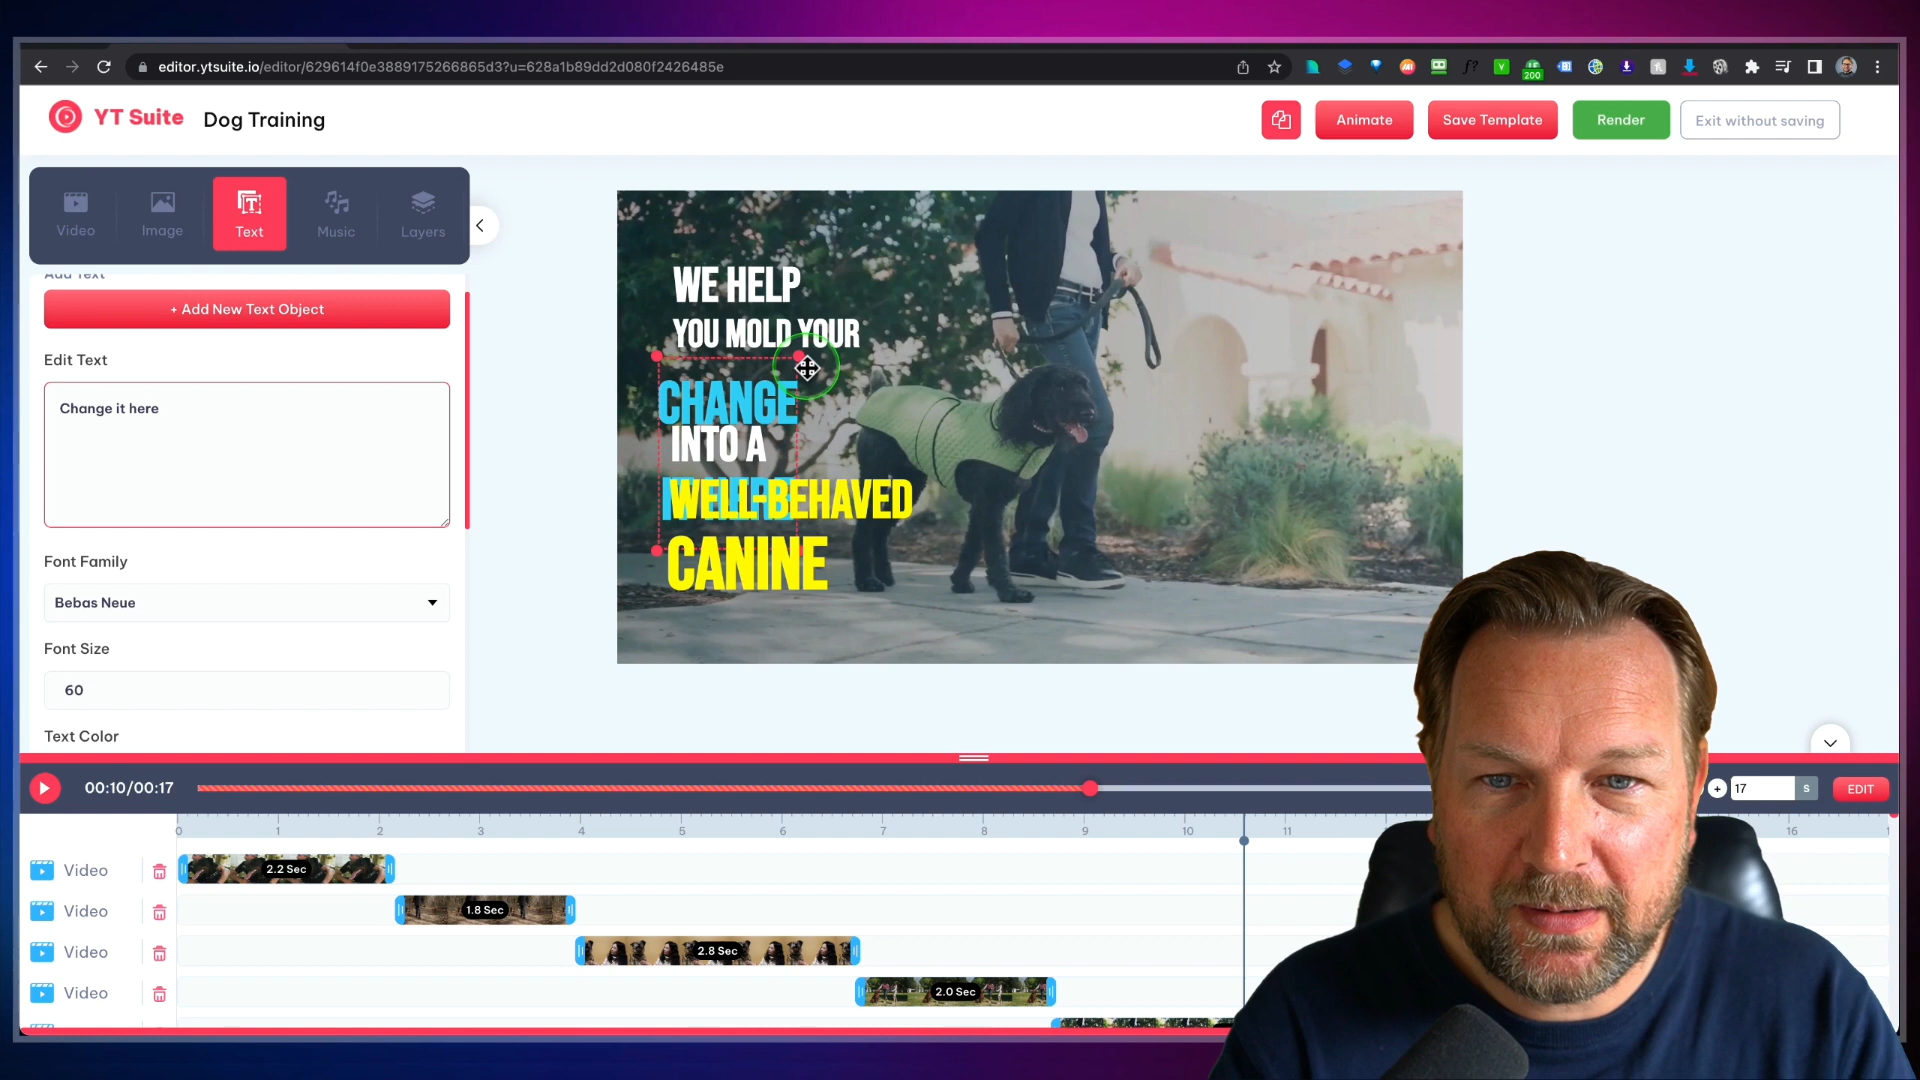 editor.ytsuite.io/editor/629614f0e3889175266865d3?u=628a1b89dd2d080f2426485e
200
YT Suite
Dog Training
Animate
Save Template
Render
Exit without saving
Video
Image
Text
Music
Layers
Add Text
+ Add New Text Object
Edit Text
Change it here
Font Family
Bebas Neue
Font Size
60
Text Color
WE HELP
YOU MOLD YOUR
CHANGE
INTO A
WELL-BEHAVED
CANINE
00:10/00:17
+
17
S
EDIT
0 1 2 3 4 5 6 7 8 9 10 11 16
Video
2.2 Sec
Video
1.8 Sec
Video
2.8 Sec
Video
2.0 Sec